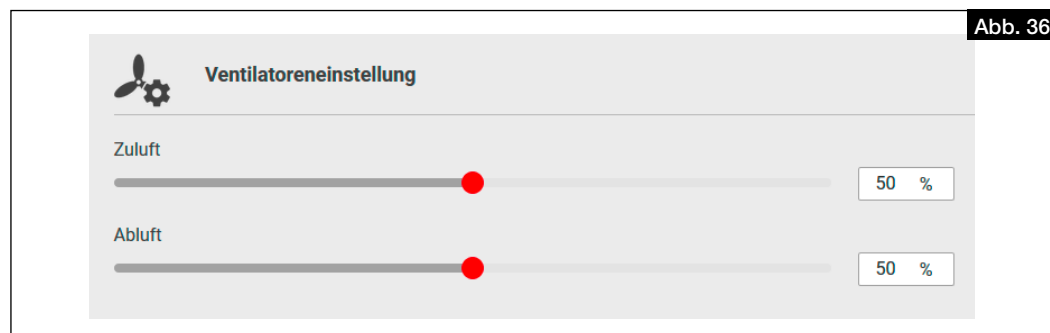 Abb. 36
Ventilatoreneinstellung
Zuluft
50 %
Abluft
50 %